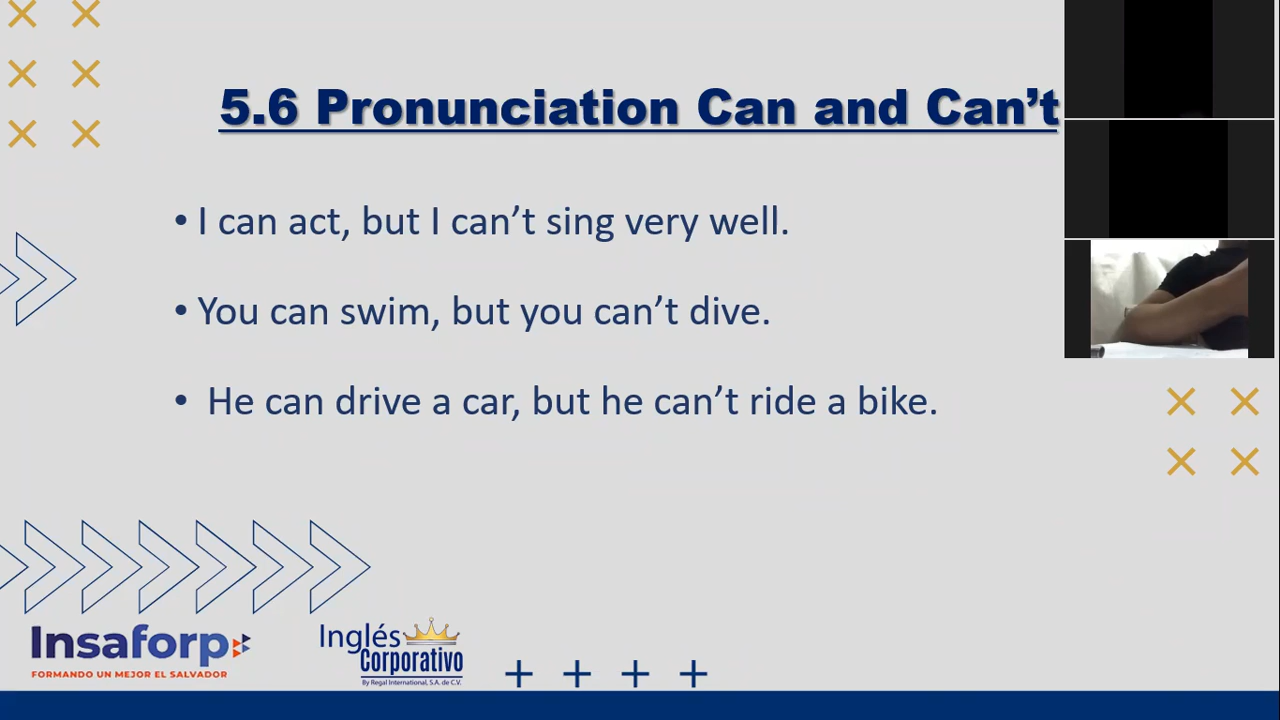 5.6 Pronunciation Can and Can’t
• I can act, but I can’t sing very well.
• You can swim, but you can’t dive.
• He can drive a car, but he can’t ride a bike.
Insaforp
FORMANDO UN MEJOR EL SALVADOR
Inglés
Corporativo
By Regal International, S.A. de C.V.